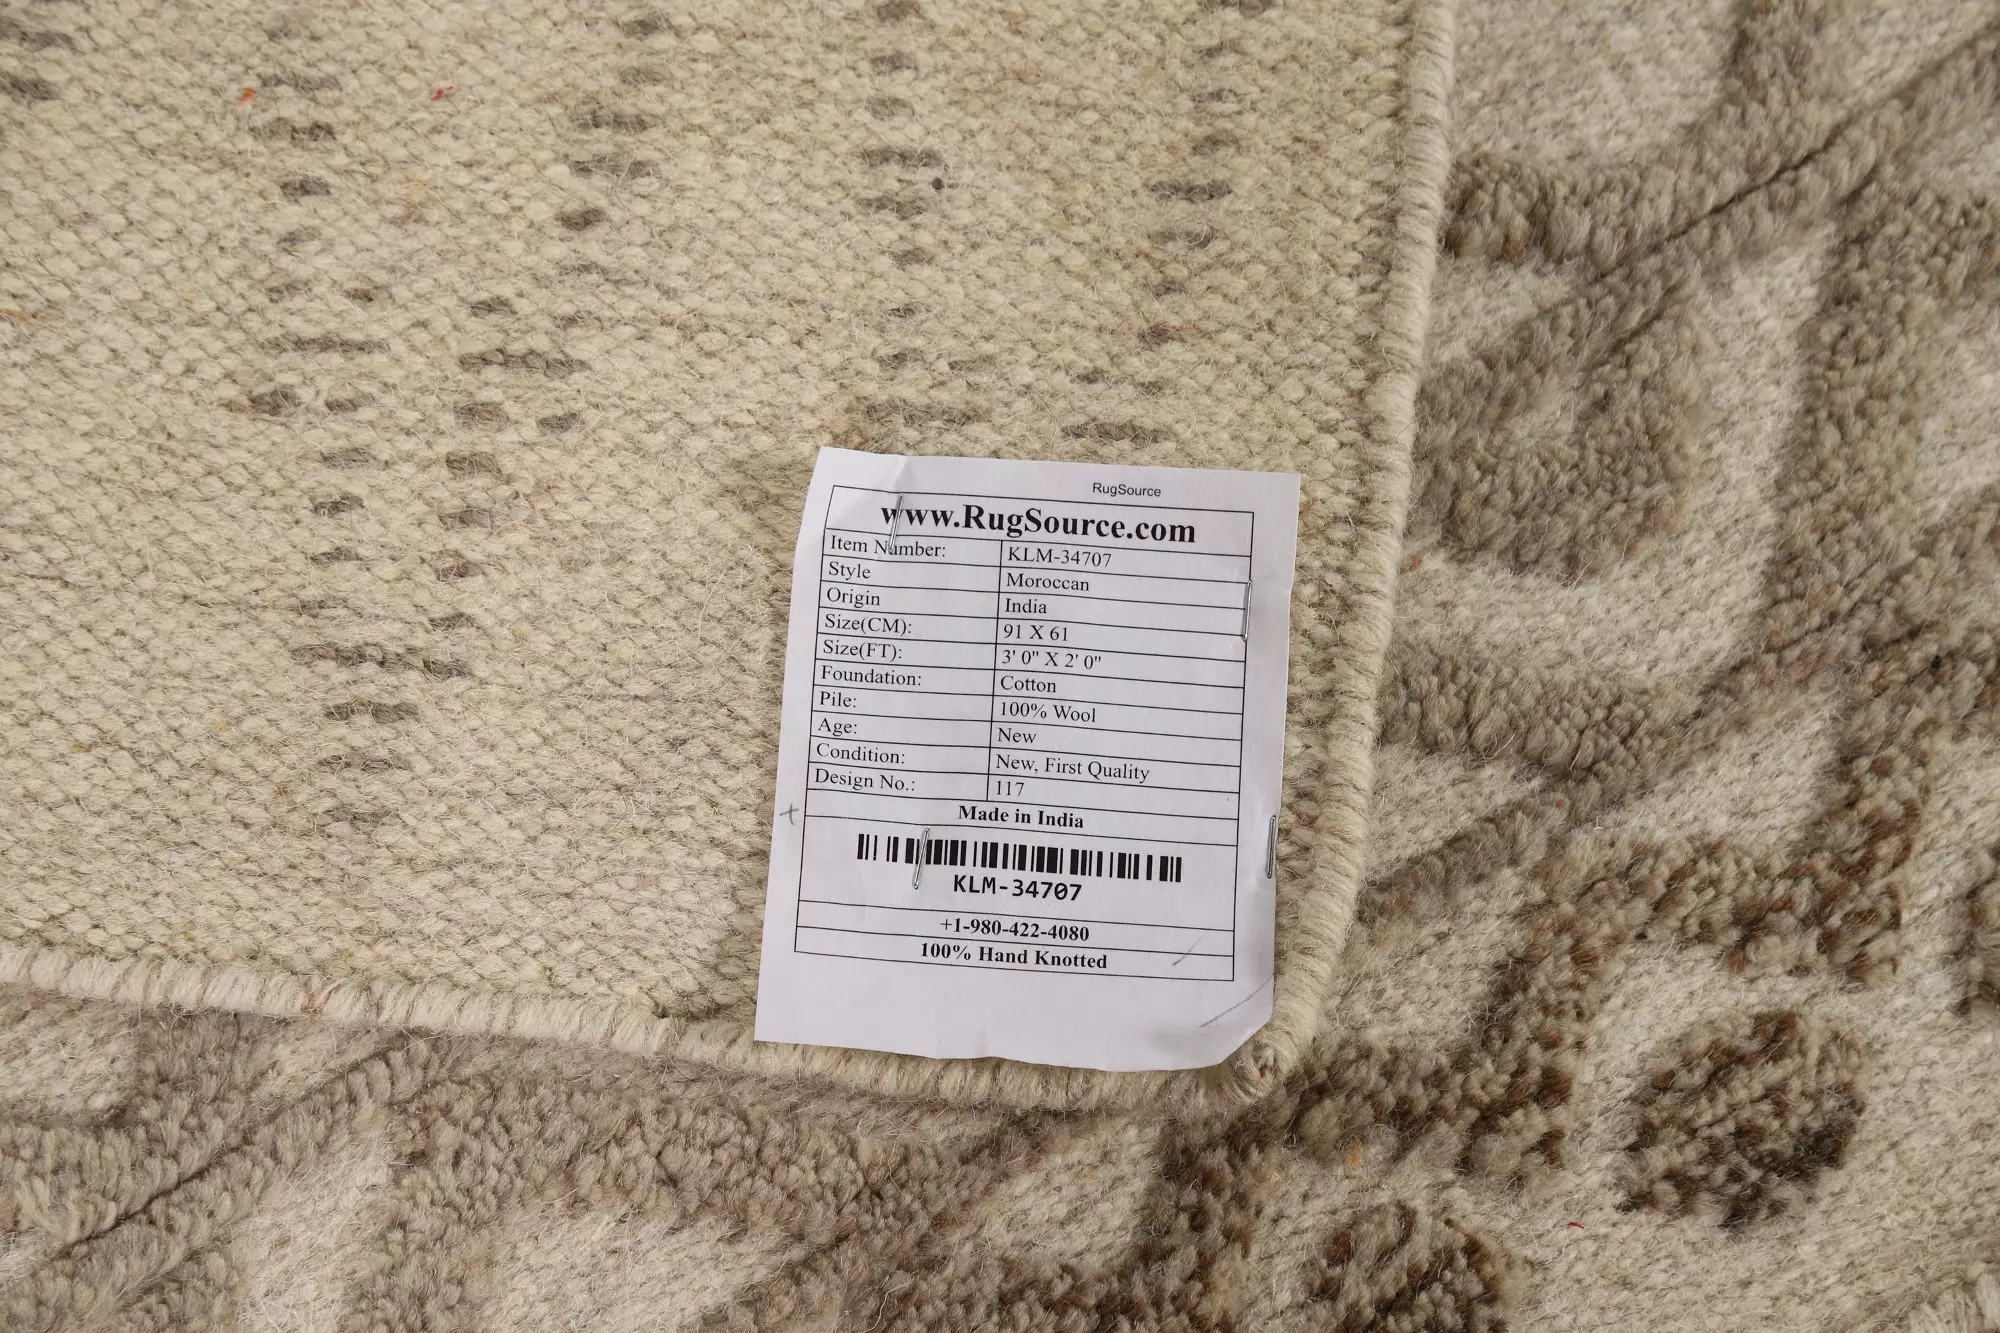 RugSource
www.RugSource.com
Item Number: KLM-34707
Style Moroccan
Origin India
Size(CM): 91 X 61
Size(FT): 3' 0" X 2' 0"
Foundation: Cotton
Pile: 100% Wool
Age: New
Condition: New, First Quality
Design No.: 117
Made in India
KLM-34707
+1-980-422-4080
100% Hand Knotted